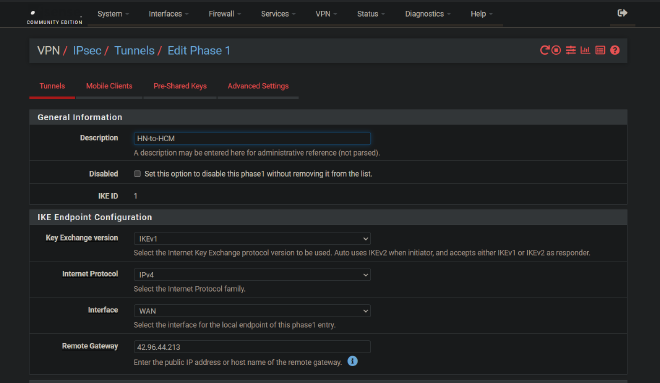 COMMUNITY EDITION
System Interfaces Firewall Services VPN Status Diagnostics Help
VPN / IPsec / Tunnels / Edit Phase 1
Tunnels Mobile Clients Pre-Shared Keys Advanced Settings
General Information
Description HN-to-HCM
A description may be entered here for administrative reference (not parsed).
Disabled Set this option to disable this phase1 without removing it from the list.
IKE ID 1
IKE Endpoint Configuration
Key Exchange version IKEv1
Select the Internet Key Exchange protocol version to be used. Auto uses IKEv2 when initiator, and accepts either IKEv1 or IKEv2 as responder.
Internet Protocol IPv4
Select the Internet Protocol family.
Interface WAN
Select the interface for the local endpoint of this phase1 entry.
Remote Gateway 42.96.44.213
Enter the public IP address or host name of the remote gateway.